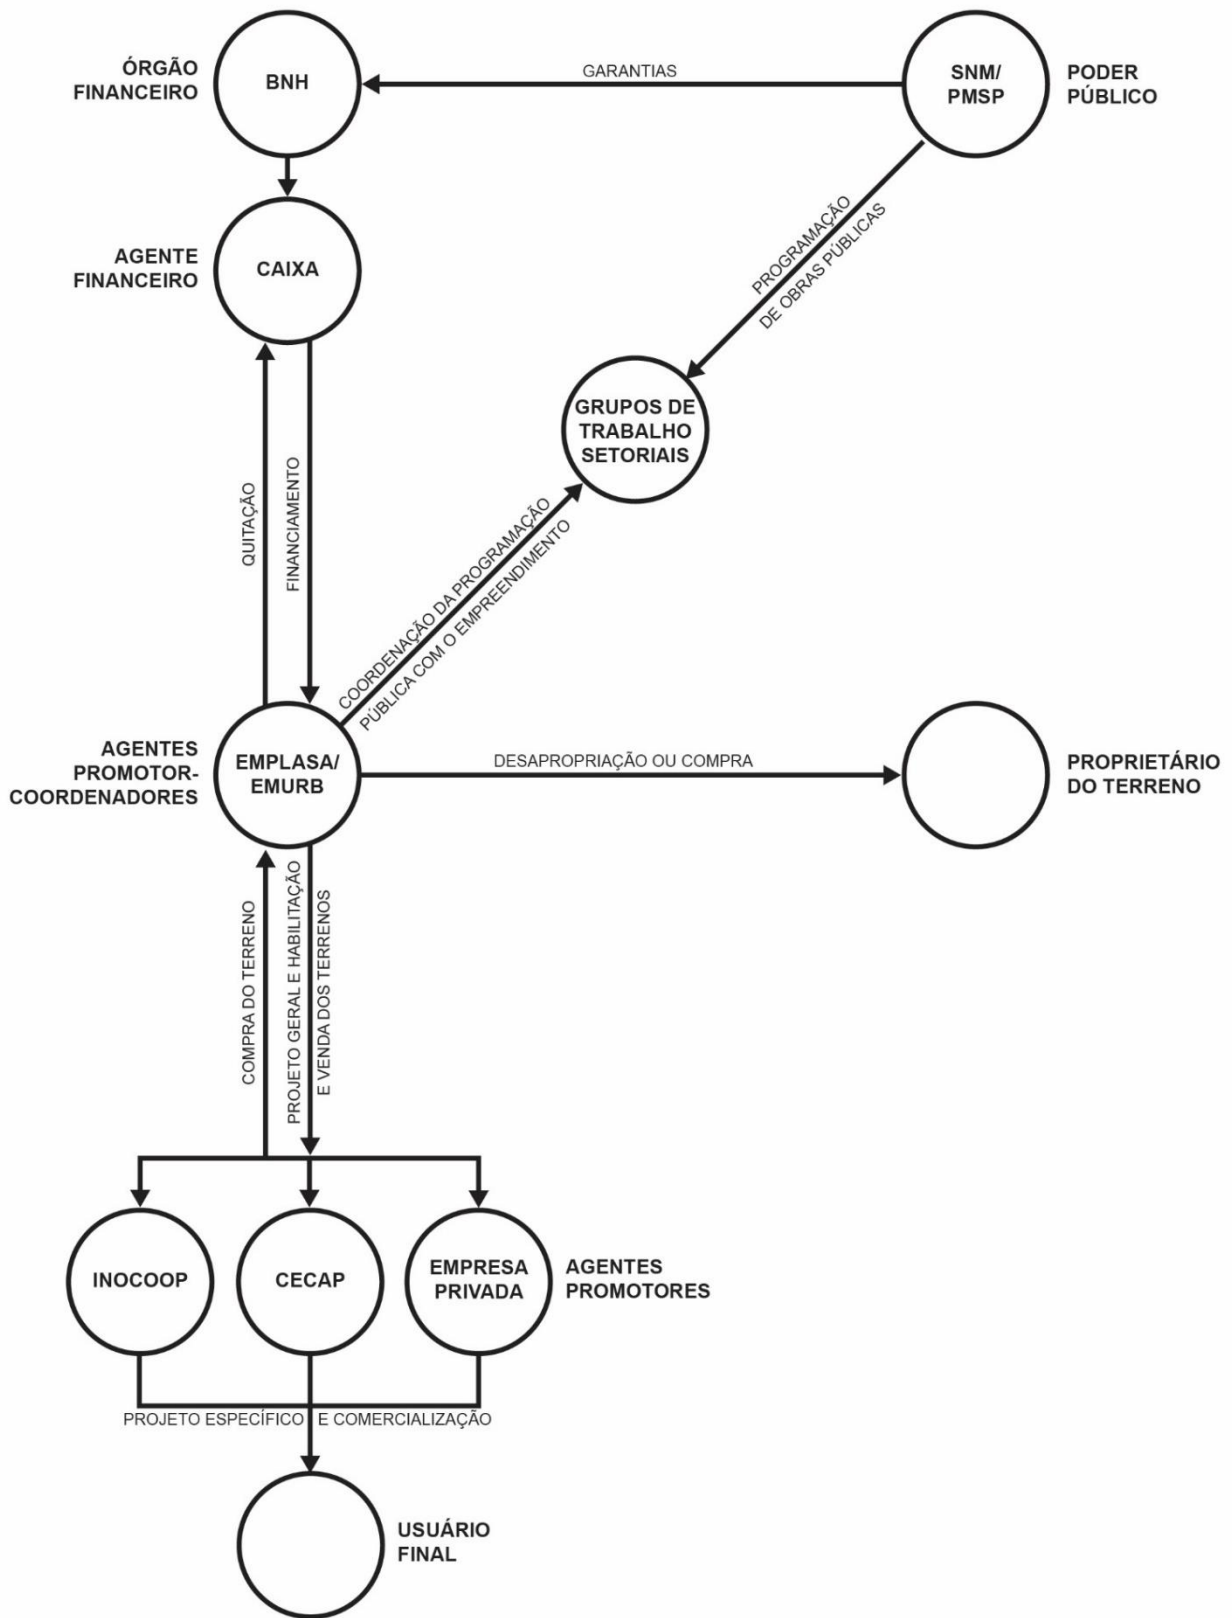 ÓRGÃO
FINANCEIRO
BNH
GARANTIAS
SNM/
PMSP
PODER
PÚBLICO
AGENTE
FINANCEIRO
CAIXA
PROGRAMAÇÃO
DE OBRAS PÚBLICAS
GRUPOS DE
TRABALHO
SETORIAIS
QUITAÇÃO
FINANCIAMENTO
COORDENAÇÃO DA PROGRAMAÇÃO
PÚBLICA COM O EMPREENDIMENTO
AGENTES
PROMOTOR-
COORDENADORES
EMPLASA/
EMURB
DESAPROPRIAÇÃO OU COMPRA
PROPRIETÁRIO
DO TERRENO
COMPRA DO TERRENO
PROJETO GERAL E HABILITAÇÃO
E VENDA DOS TERRENOS
INOCOOP
CECAP
EMPRESA
PRIVADA
AGENTES
PROMOTORES
PROJETO ESPECÍFICO E COMERCIALIZAÇÃO
USUÁRIO
FINAL